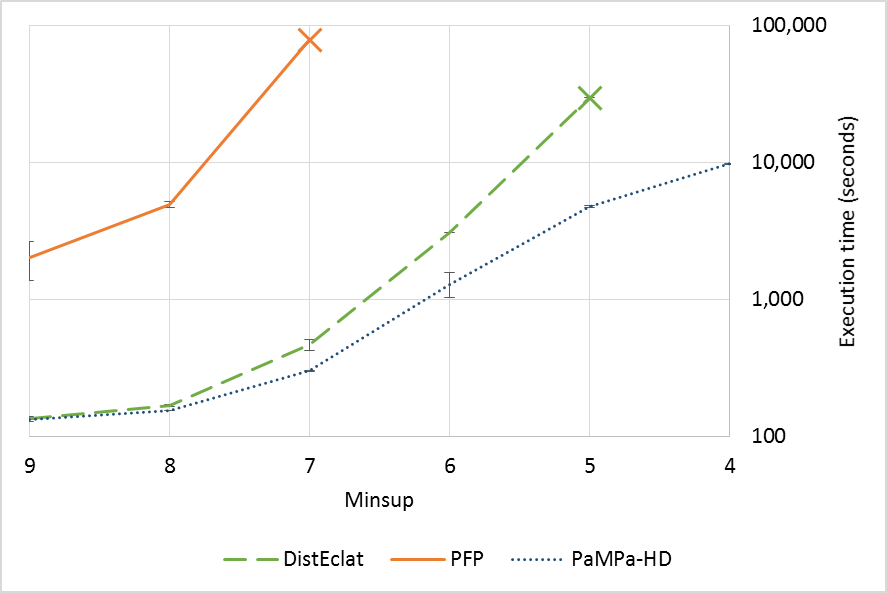 100,000
10,000
1,000
100
Execution time (seconds)
9 8 7 6 5 4
Minsup
DistEclat PFP PaMPa-HD